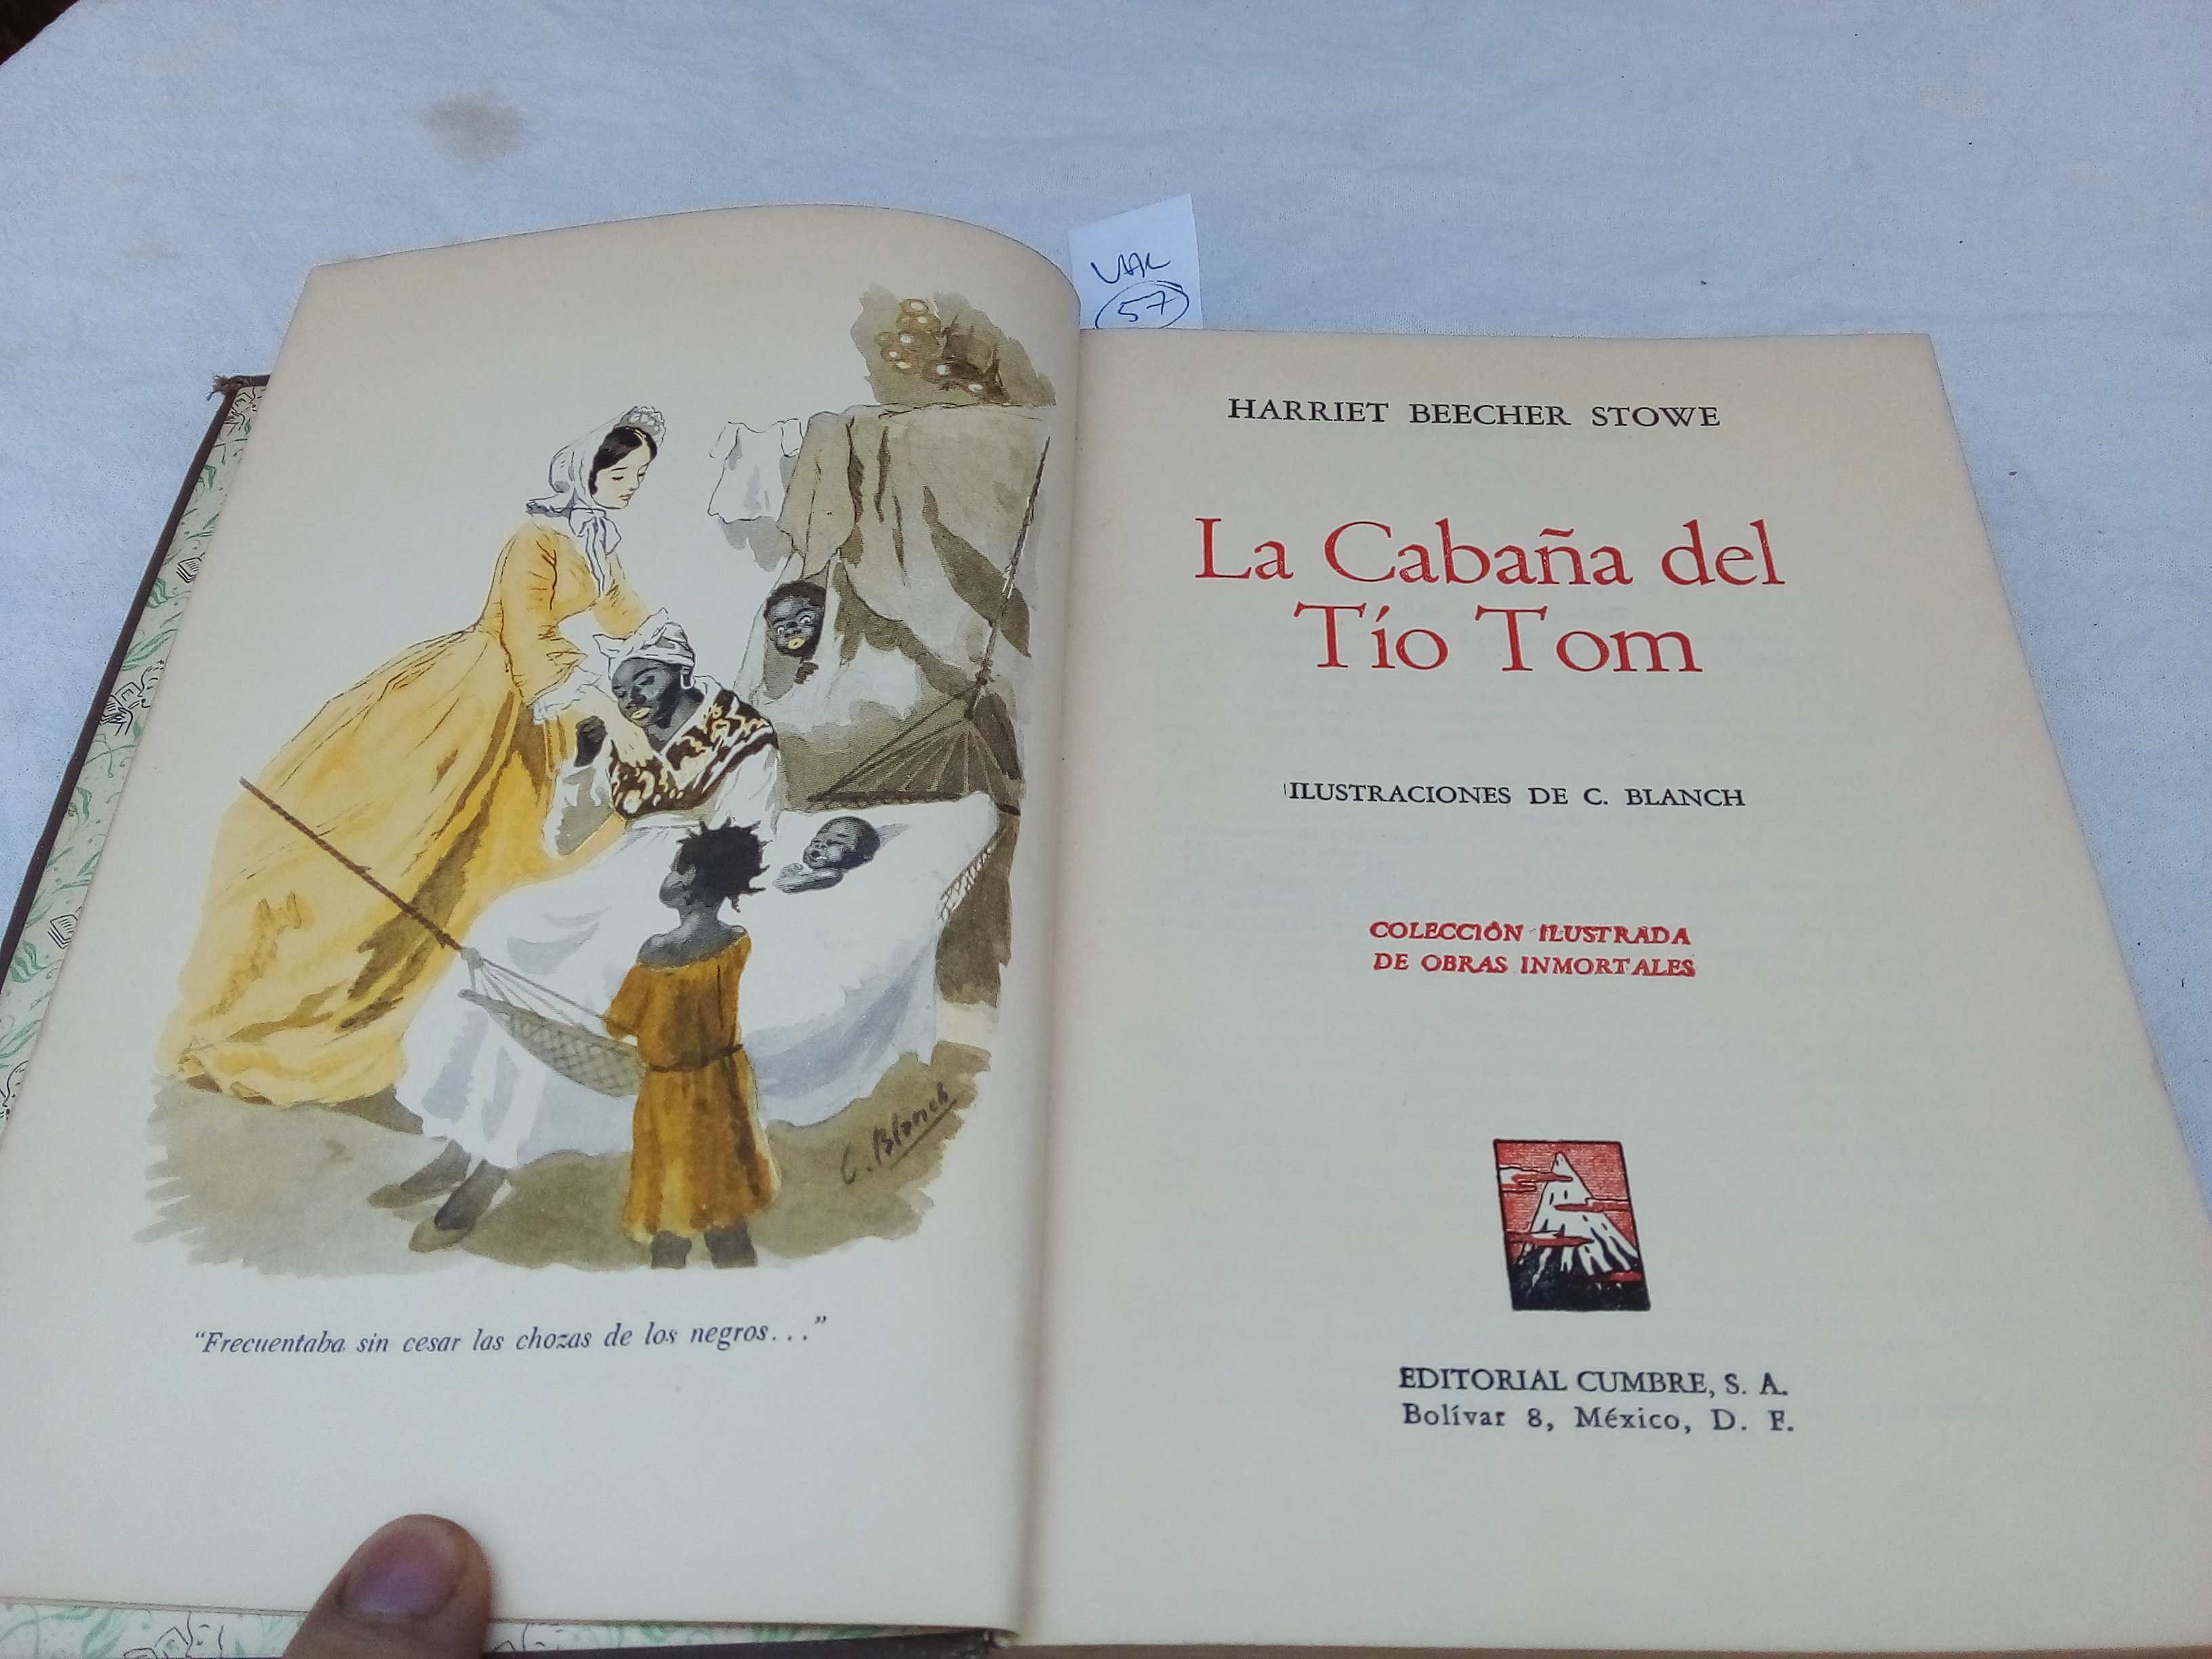 VAL
57
C. Blanch
“Frecuentaba sin cesar las chozas de los negros...”
HARRIET BEECHER STOWE
La Cabaña del
Tío Tom
ILUSTRACIONES DE C. BLANCH
COLECCIÓN ILUSTRADA
DE OBRAS INMORTALES
EDITORIAL CUMBRE, S. A.
Bolívar 8, México, D. F.